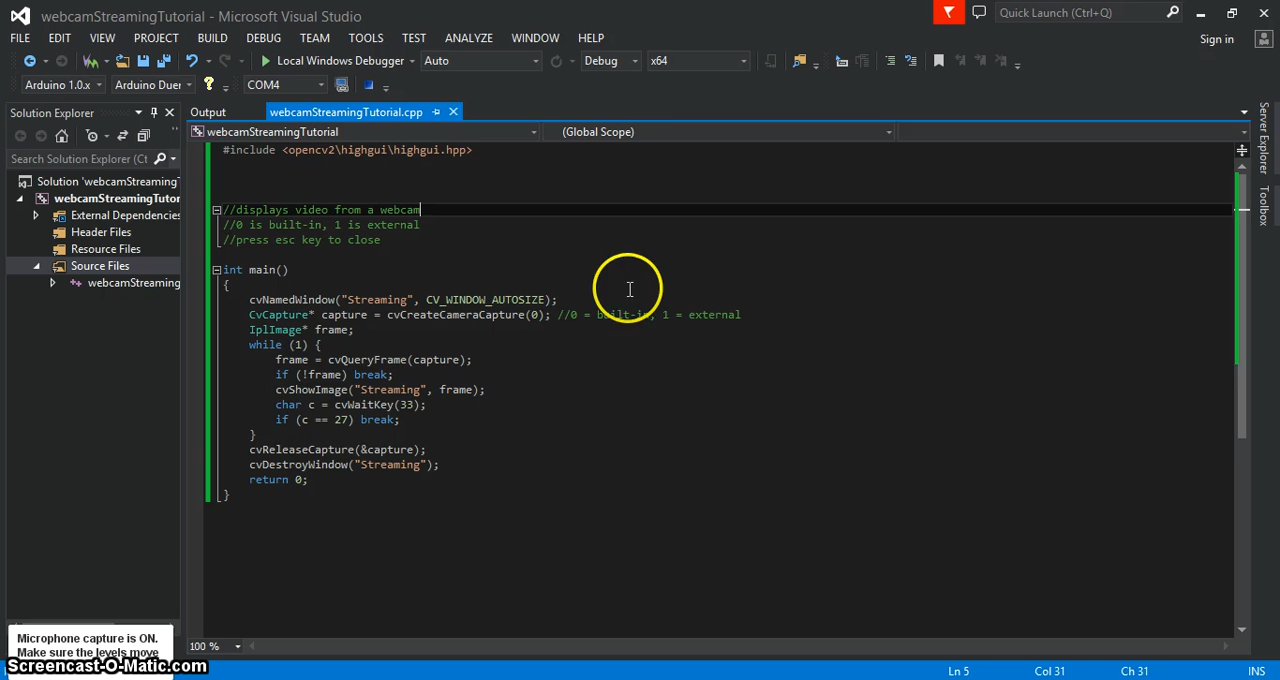 webcamStreamingTutorial - Microsoft Visual Studio
Quick Launch (Ctrl+Q)
FILE EDIT VIEW PROJECT BUILD DEBUG TEAM TOOLS TEST ANALYZE WINDOW HELP
Sign in
Local Windows Debugger Auto Debug x64
Arduino 1.0.x Arduino Duer COM4
Solution Explorer
Output webcamStreamingTutorial.cpp
webcamStreamingTutorial (Global Scope)
Search Solution Explorer (Ct
Solution 'webcamStreamingT
webcamStreamingTutor
External Dependencies
Header Files
Resource Files
Source Files
webcamStreaming
#include <opencv2\highgui\highgui.hpp>
//displays video from a webcam
//0 is built-in, 1 is external
//press esc key to close
int main()
{
cvNamedWindow("Streaming", CV_WINDOW_AUTOSIZE);
CvCapture* capture = cvCreateCameraCapture(0); //0 = built-in, 1 = external
IplImage* frame;
while (1) {
frame = cvQueryFrame(capture);
if (!frame) break;
cvShowImage("Streaming", frame);
char c = cvWaitKey(33);
if (c == 27) break;
}
cvReleaseCapture(&capture);
cvDestroyWindow("Streaming");
return 0;
}
Server Explorer
Toolbox
100 %
Microphone capture is ON.
Make sure the levels move
Screencast-O-Matic.com
Ln 5 Col 31 Ch 31 INS